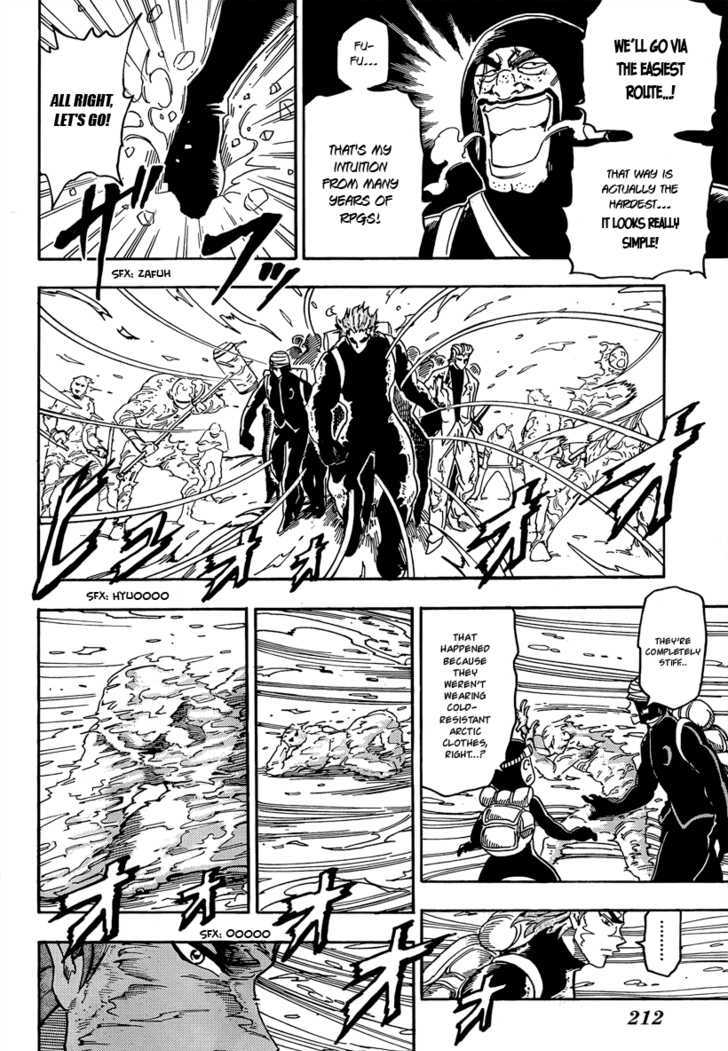 WE'LL GO VIA
THE EASIEST
ROUTE...!
THAT WAY IS
ACTUALLY THE
HARDEST...
IT LOOKS REALLY
SIMPLE!
FU-
FU...
THAT'S MY
INTUITION
FROM MANY
YEARS OF
RPGS!
ALL RIGHT,
LET'S GO!
ザフッ
SFX: ZAFUH
ヒュオォオオ
SFX: HYUOOOO
THEY'RE
COMPLETELY
STIFF..
THAT
HAPPENED
BECAUSE
THEY
WEREN'T
WEARING
COLD-
RESISTANT
ARCTIC
CLOTHES,
RIGHT...?
オオオオオオ
SFX: OOOOO
........
212